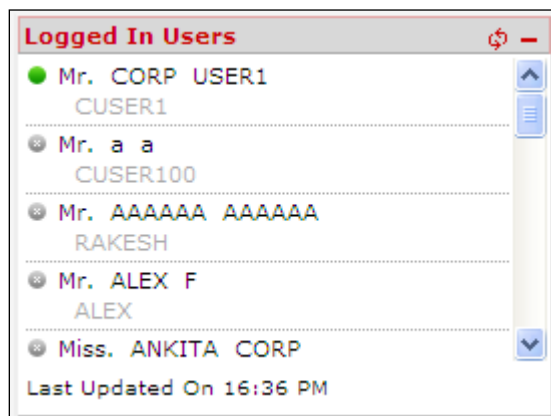 Logged In Users
Mr. CORP USER1
CUSER1
Mr. a a
CUSER100
Mr. AAAAAA AAAAAA
RAKESH
Mr. ALEX F
ALEX
Miss. ANKITA CORP
Last Updated On 16:36 PM